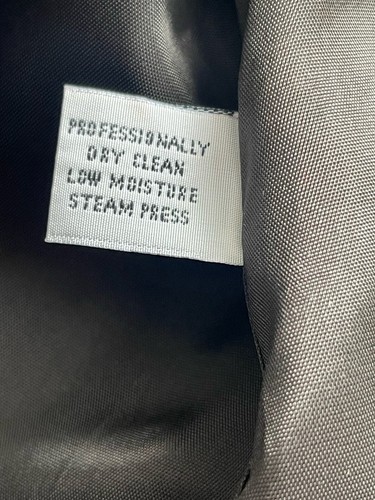 PROFESSIONALLY
DRY CLEAN
LOW MOISTURE
STEAM PRESS